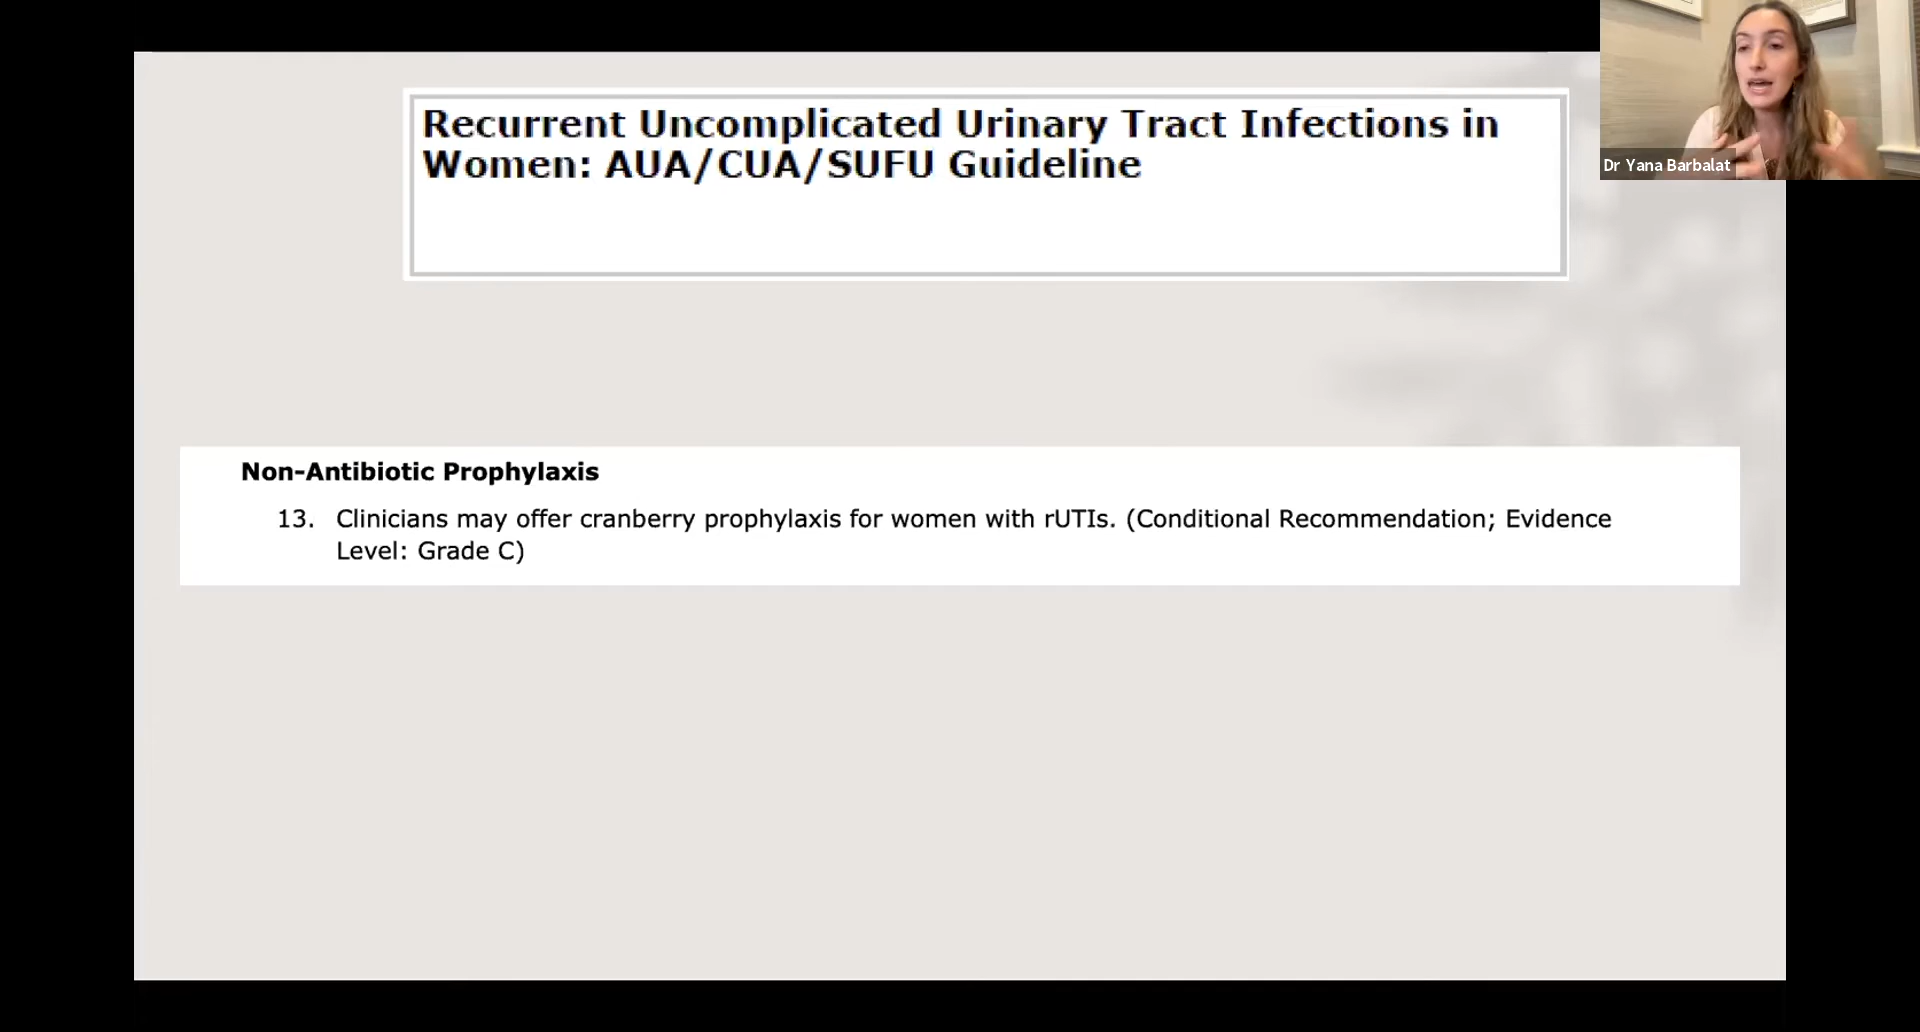 Recurrent Uncomplicated Urinary Tract Infections in
Women: AUA/CUA/SUFU Guideline
Dr Yana Barbalat
Non-Antibiotic Prophylaxis
13. Clinicians may offer cranberry prophylaxis for women with rUTIs. (Conditional Recommendation; Evidence
Level: Grade C)